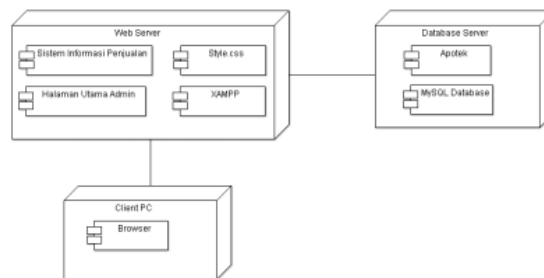 Web Server
Sistem Informasi Penjualan
Style.css
Halaman Utama Admin
XAMPP
Database Server
Apotek
MySQL Database
Client PC
Browser